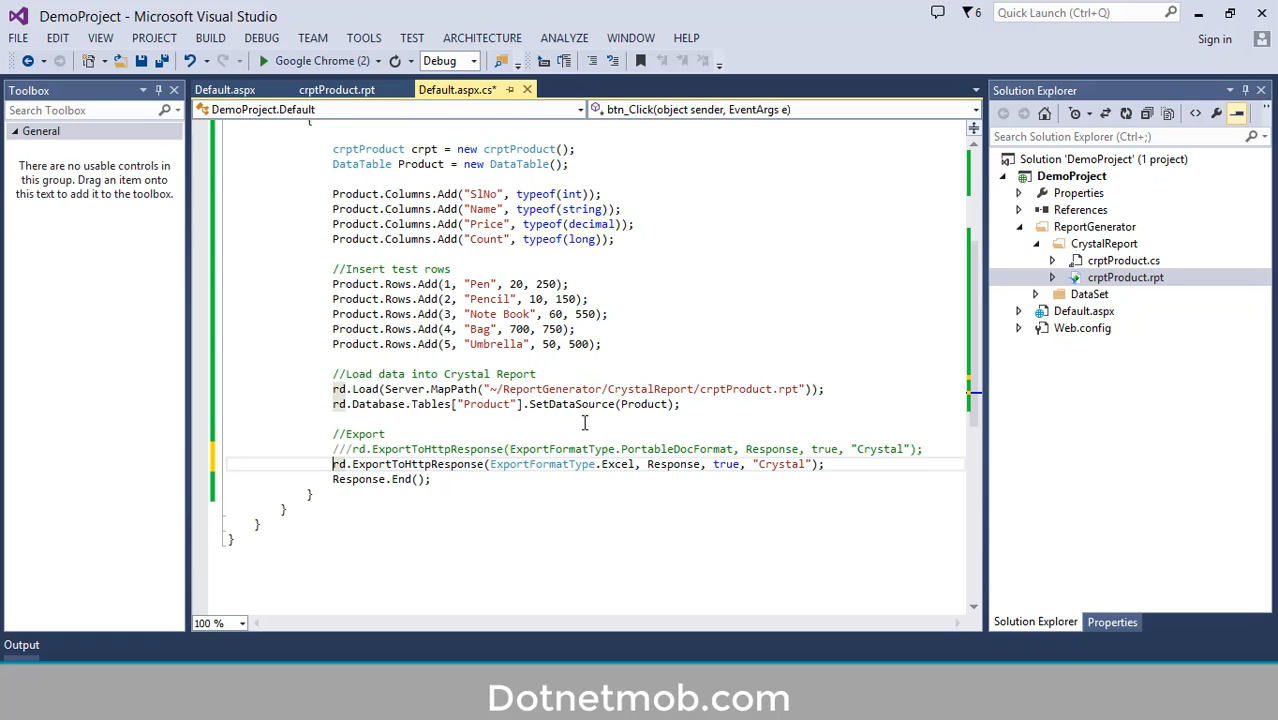 DemoProject - Microsoft Visual Studio
6
Quick Launch (Ctrl+Q)
FILE EDIT VIEW PROJECT BUILD DEBUG TEAM TOOLS TEST ARCHITECTURE ANALYZE WINDOW HELP
Sign in
Google Chrome (2)
Debug
Toolbox
Search Toolbox
General
There are no usable controls in
this group. Drag an item onto
this text to add it to the toolbox.
Default.aspx crptProduct.rpt Default.aspx.cs*
DemoProject.Default
btn_Click(object sender, EventArgs e)
{
crptProduct crpt = new crptProduct();
DataTable Product = new DataTable();
Product.Columns.Add("SlNo", typeof(int));
Product.Columns.Add("Name", typeof(string));
Product.Columns.Add("Price", typeof(decimal));
Product.Columns.Add("Count", typeof(long));
//Insert test rows
Product.Rows.Add(1, "Pen", 20, 250);
Product.Rows.Add(2, "Pencil", 10, 150);
Product.Rows.Add(3, "Note Book", 60, 550);
Product.Rows.Add(4, "Bag", 700, 750);
Product.Rows.Add(5, "Umbrella", 50, 500);
//Load data into Crystal Report
rd.Load(Server.MapPath("~/ReportGenerator/CrystalReport/crptProduct.rpt"));
rd.Database.Tables["Product"].SetDataSource(Product);
//Export
///rd.ExportToHttpResponse(ExportFormatType.PortableDocFormat, Response, true, "Crystal");
rd.ExportToHttpResponse(ExportFormatType.Excel, Response, true, "Crystal");
Response.End();
}
}
}
}
100 %
Solution Explorer
Search Solution Explorer (Ctrl+;)
Solution 'DemoProject' (1 project)
DemoProject
Properties
References
ReportGenerator
CrystalReport
crptProduct.cs
crptProduct.rpt
DataSet
Default.aspx
Web.config
Solution Explorer Properties
Output
Dotnetmob.com